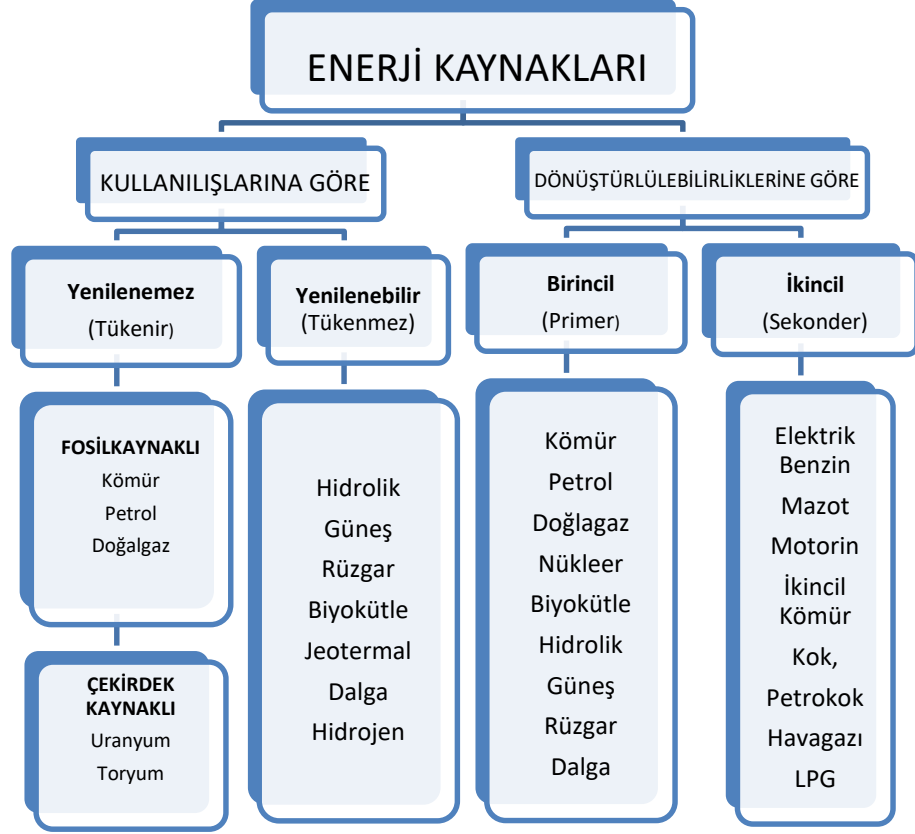 ENERJİ KAYNAKLARI
KULLANILIŞLARINA GÖRE
DÖNÜŞTÜRLÜLEBİLİRLİKLERİNE GÖRE
Yenilenemez
(Tükenir)
Yenilenebilir
(Tükenmez)
Birincil
(Primer)
İkincil
(Sekonder)
FOSİLKAYNAKLI
Kömür
Petrol
Doğalgaz
ÇEKİRDEK
KAYNAKLI
Uranyum
Toryum
Hidrolik
Güneş
Rüzgar
Biyokütle
Jeotermal
Dalga
Hidrojen
Kömür
Petrol
Doğlagaz
Nükleer
Biyokütle
Hidrolik
Güneş
Rüzgar
Dalga
Elektrik
Benzin
Mazot
Motorin
İkincil
Kömür
Kok,
Petrokok
Havagazı
LPG